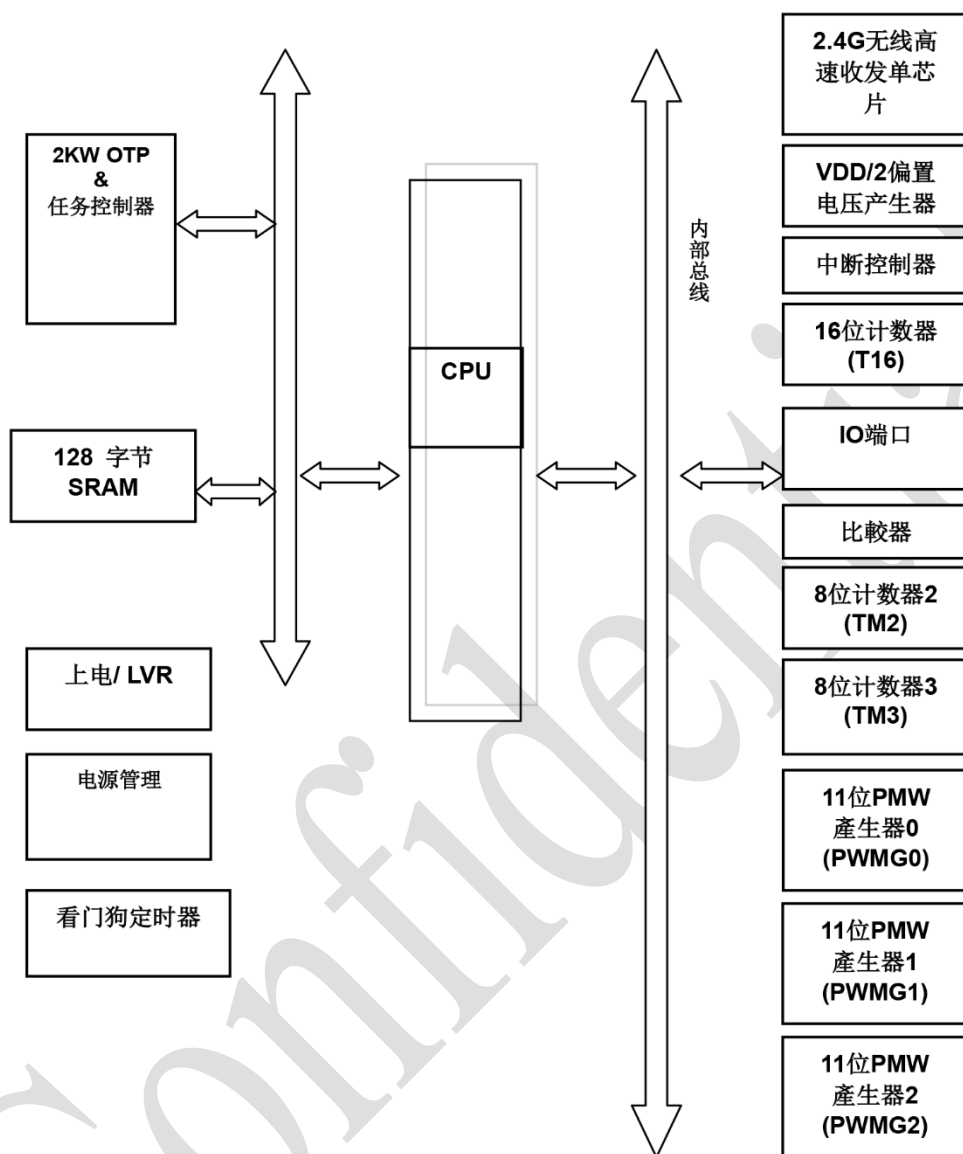 2KW OTP
&
任务控制器
128 字节
SRAM
上电/ LVR
电源管理
看门狗定时器
CPU
内部总线
2.4G无线高
速收发单芯
片
VDD/2偏置
电压产生器
中断控制器
16位计数器
(T16)
IO端口
比較器
8位计数器2
(TM2)
8位计数器3
(TM3)
11位PMW
產生器0
(PWMG0)
11位PMW
產生器1
(PWMG1)
11位PMW
產生器2
(PWMG2)
Confidential